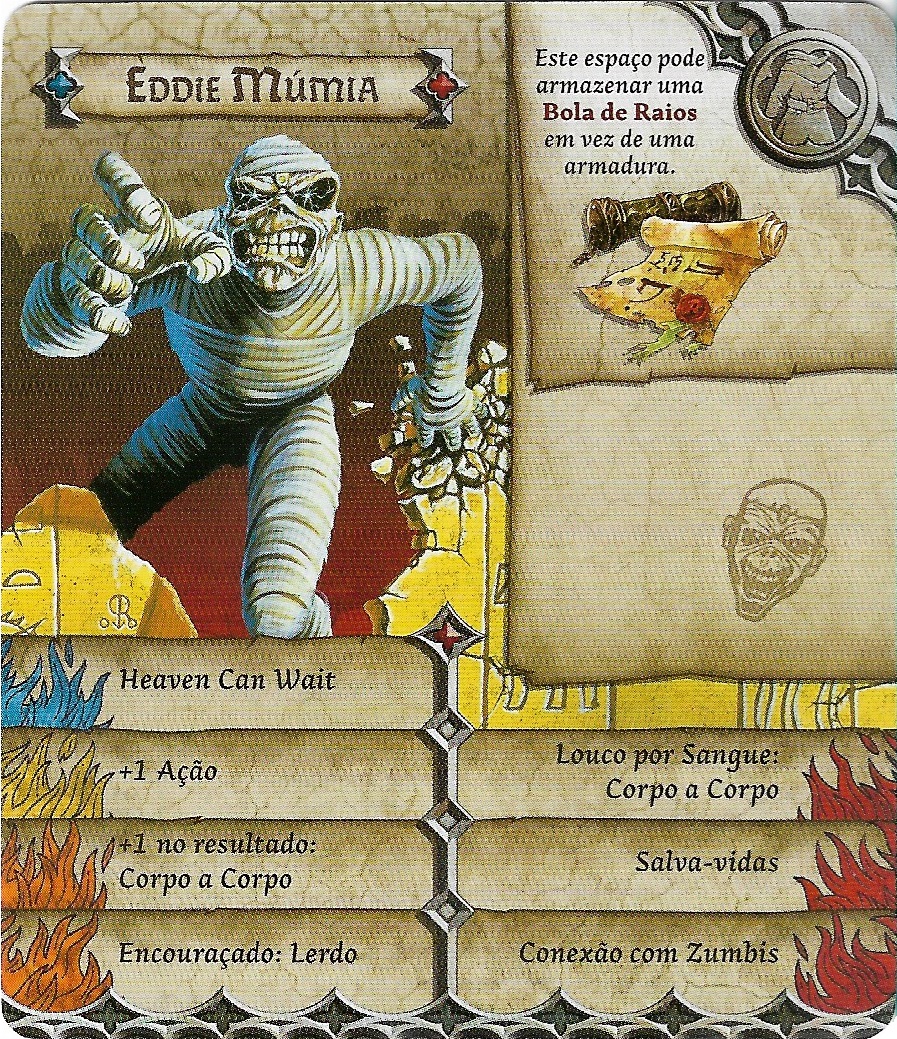 Eddie Múmia
Este espaço pode
armazenar uma
Bola de Raios
em vez de uma
armadura.
Heaven Can Wait
+1 Ação
+1 no resultado:
Corpo a Corpo
Encouraçado: Lerdo
Louco por Sangue:
Corpo a Corpo
Salva-vidas
Conexão com Zumbis